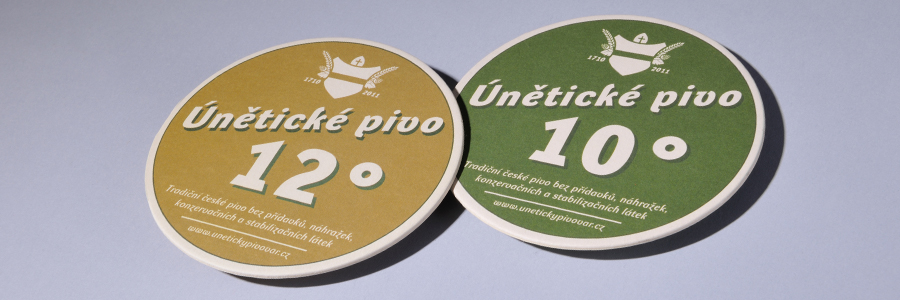 1710 2011
Únětické pivo
12°
Tradiční české pivo bez přídavků, náhražek,
konzervačních a stabilizačních látek
www.unetickypivovar.cz
1710 2011
Únětické pivo
10°
Tradiční české pivo bez přídavků, náhražek,
konzervačních a stabilizačních látek
www.unetickypivovar.cz